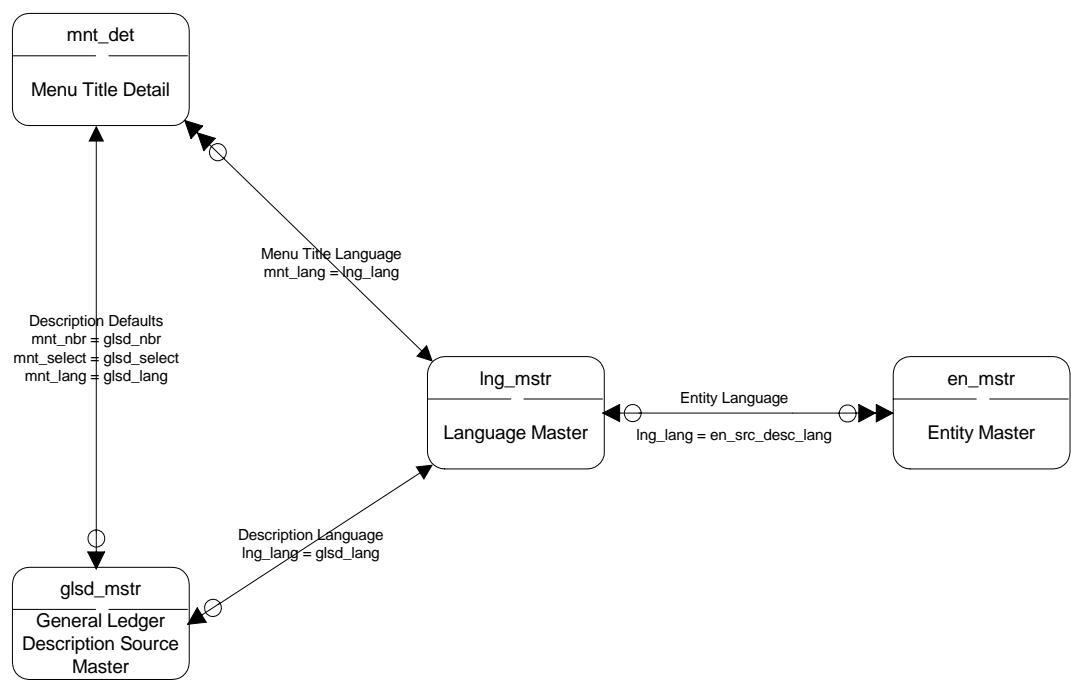 mnt_det
Menu Title Detail
Menu Title Language
mnt_lang = lng_lang
Description Defaults
mnt_nbr = glsd_nbr
mnt_select = glsd_select
mnt_lang = glsd_lang
lng_mstr
Language Master
Entity Language
lng_lang = en_src_desc_lang
en_mstr
Entity Master
Description Language
lng_lang = glsd_lang
glsd_mstr
General Ledger
Description Source
Master